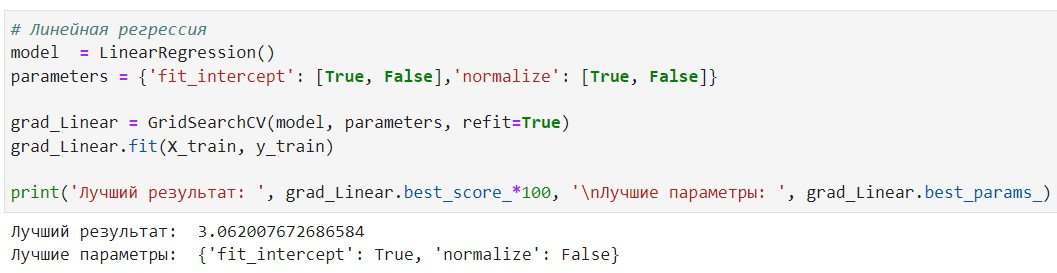 # Линейная регрессия
model  = LinearRegression()
parameters = {'fit_intercept': [True, False],'normalize': [True, False]}
grad_Linear = GridSearchCV(model, parameters, refit=True)
grad_Linear.fit(X_train, y_train)
print('Лучший результат: ', grad_Linear.best_score_*100, '\nЛучшие параметры: ', grad_Linear.best_params_)
Лучший результат:  3.062007672686584
Лучшие параметры:  {'fit_intercept': True, 'normalize': False}